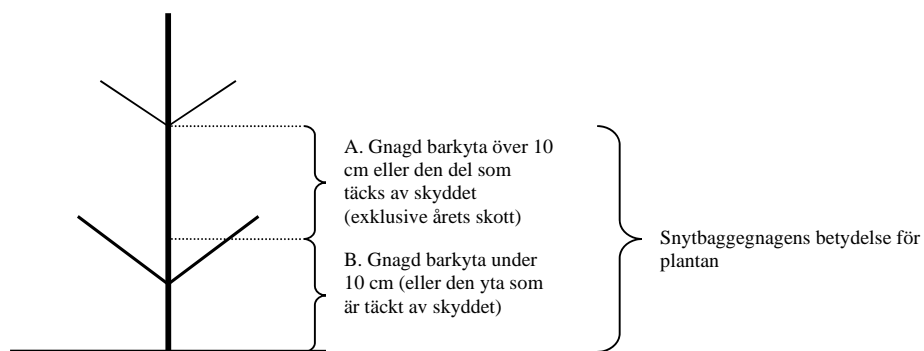 A. Gnagd barkyta över 10
cm eller den del som
täcks av skyddet
(exklusive årets skott)
B. Gnagd barkyta under
10 cm (eller den yta som
är täckt av skyddet)
Snytbaggegnagens betydelse för
plantan